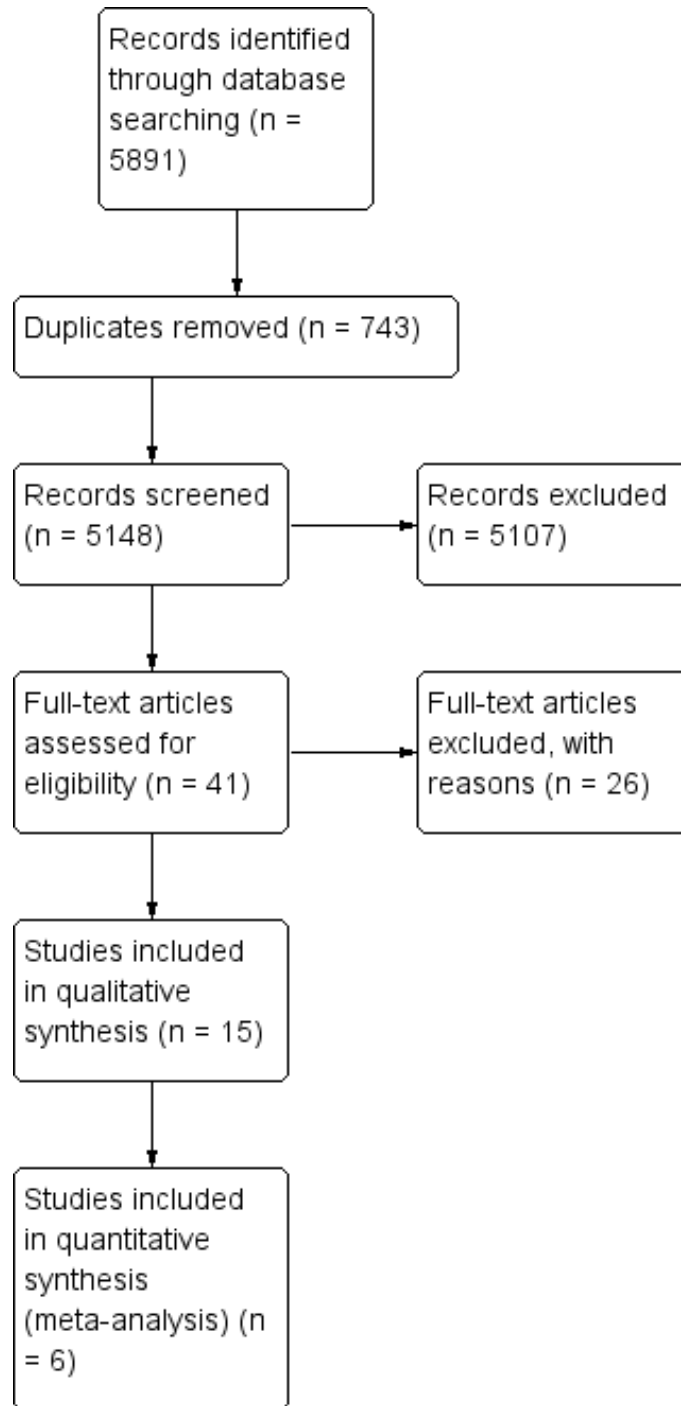 Records identified
through database
searching (n =
5891)
Duplicates removed (n = 743)
Records screened
(n = 5148)
Records excluded
(n = 5107)
Full-text articles
assessed for
eligibility (n = 41)
Full-text articles
excluded, with
reasons (n = 26)
Studies included
in qualitative
synthesis (n = 15)
Studies included
in quantitative
synthesis
(meta-analysis) (n
= 6)